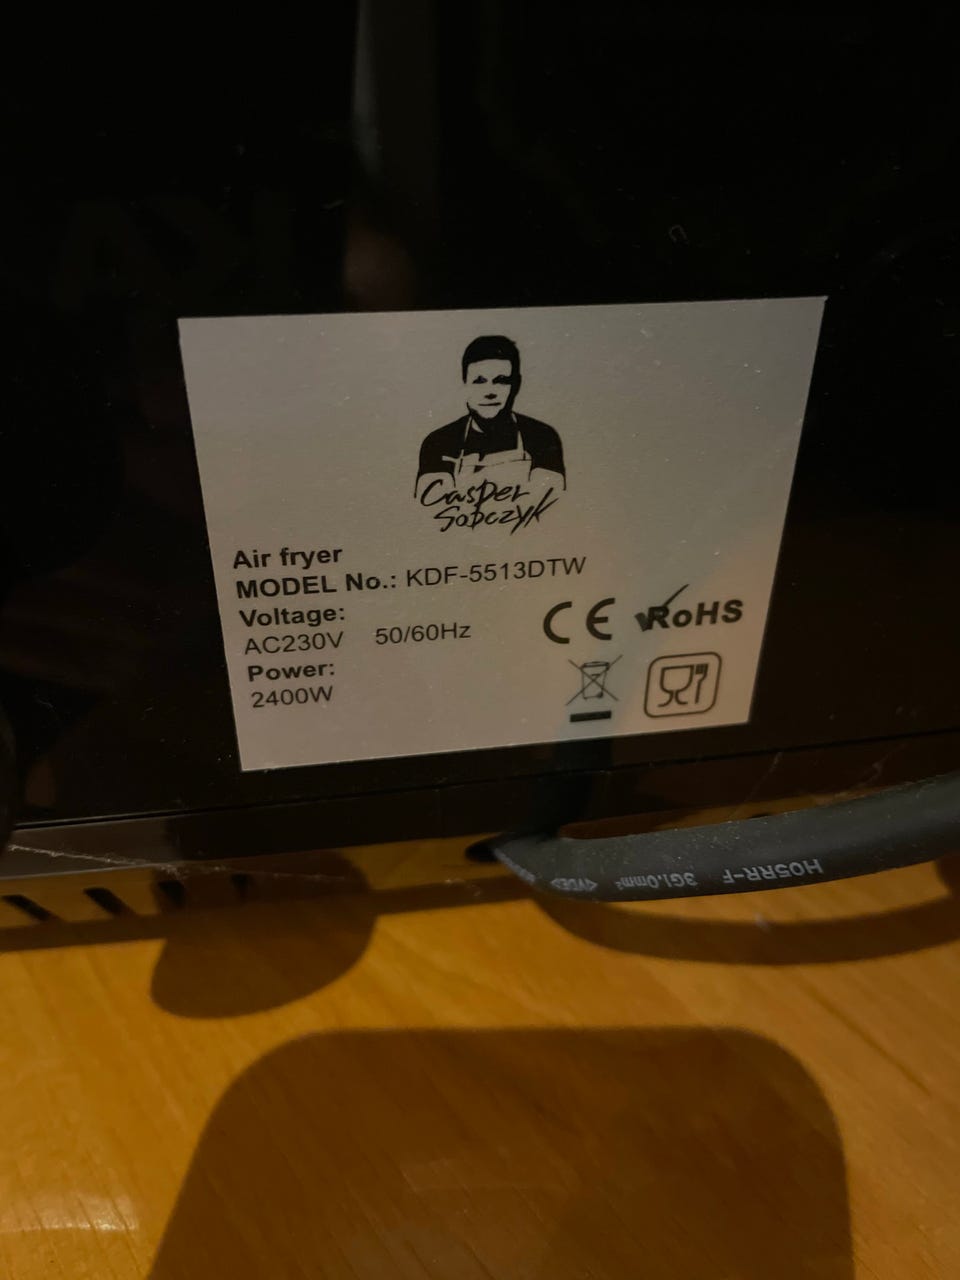 Casper
Sobczyk
Air fryer
MODEL No.: KDF-5513DTW
Voltage:
AC230V 50/60Hz
CE RoHS
Power:
2400W
H05RR-F 3G1.0mm² ◁VDE▷